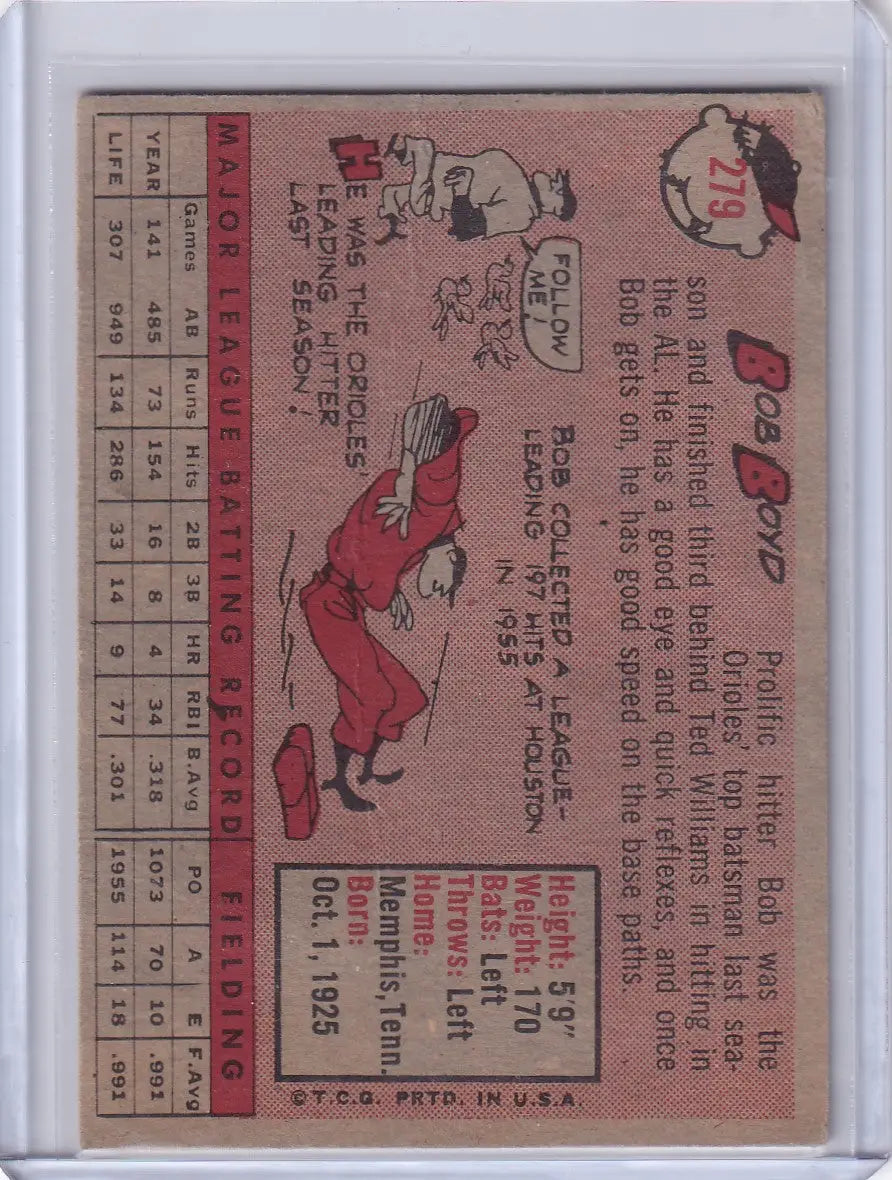 279
BOB BOYD
Prolific hitter Bob was the
Orioles' top batsman last sea-
son and finished third behind Ted Williams in hitting in
the AL. He has a good eye and quick reflexes, and once
Bob gets on, he has good speed on the base paths.
FOLLOW
ME!
HE WAS THE ORIOLES'
LEADING HITTER
LAST SEASON!
BOB COLLECTED A LEAGUE-
LEADING 197 HITS AT HOUSTON
IN 1955
Height: 5'9"
Weight: 170
Bats: Left
Throws: Left
Home:
Memphis, Tenn.
Born:
Oct. 1, 1925
©T.C.G. PRTD. IN U.S.A.
MAJOR LEAGUE BATTING RECORD FIELDING
Games AB Runs Hits 2B 3B HR RBI B.Avg PO A E F.Avg
YEAR 141 485 73 154 16 8 4 34 .318 1073 70 10 .991
LIFE 307 949 134 286 33 14 9 77 .301 1955 114 18 .991